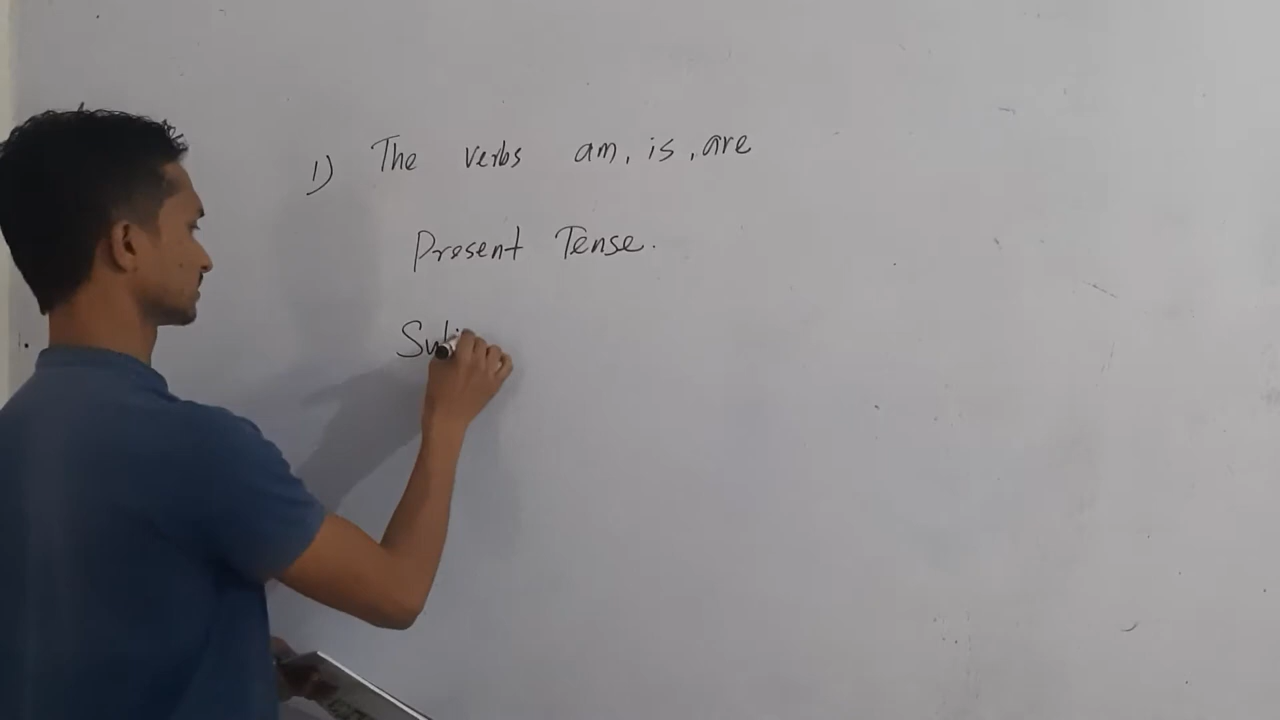 1) The verbs am, is, are
Present Tense.